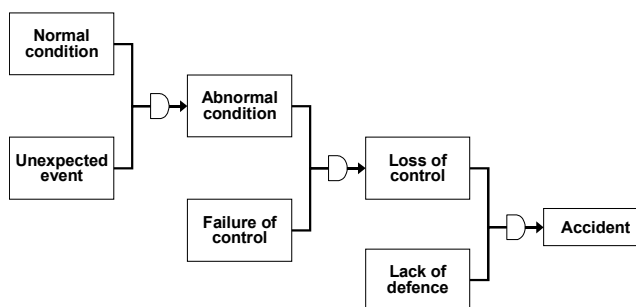 Normal
condition
Unexpected
event
Abnormal
condition
Failure of
control
Loss of
control
Lack of
defence
Accident